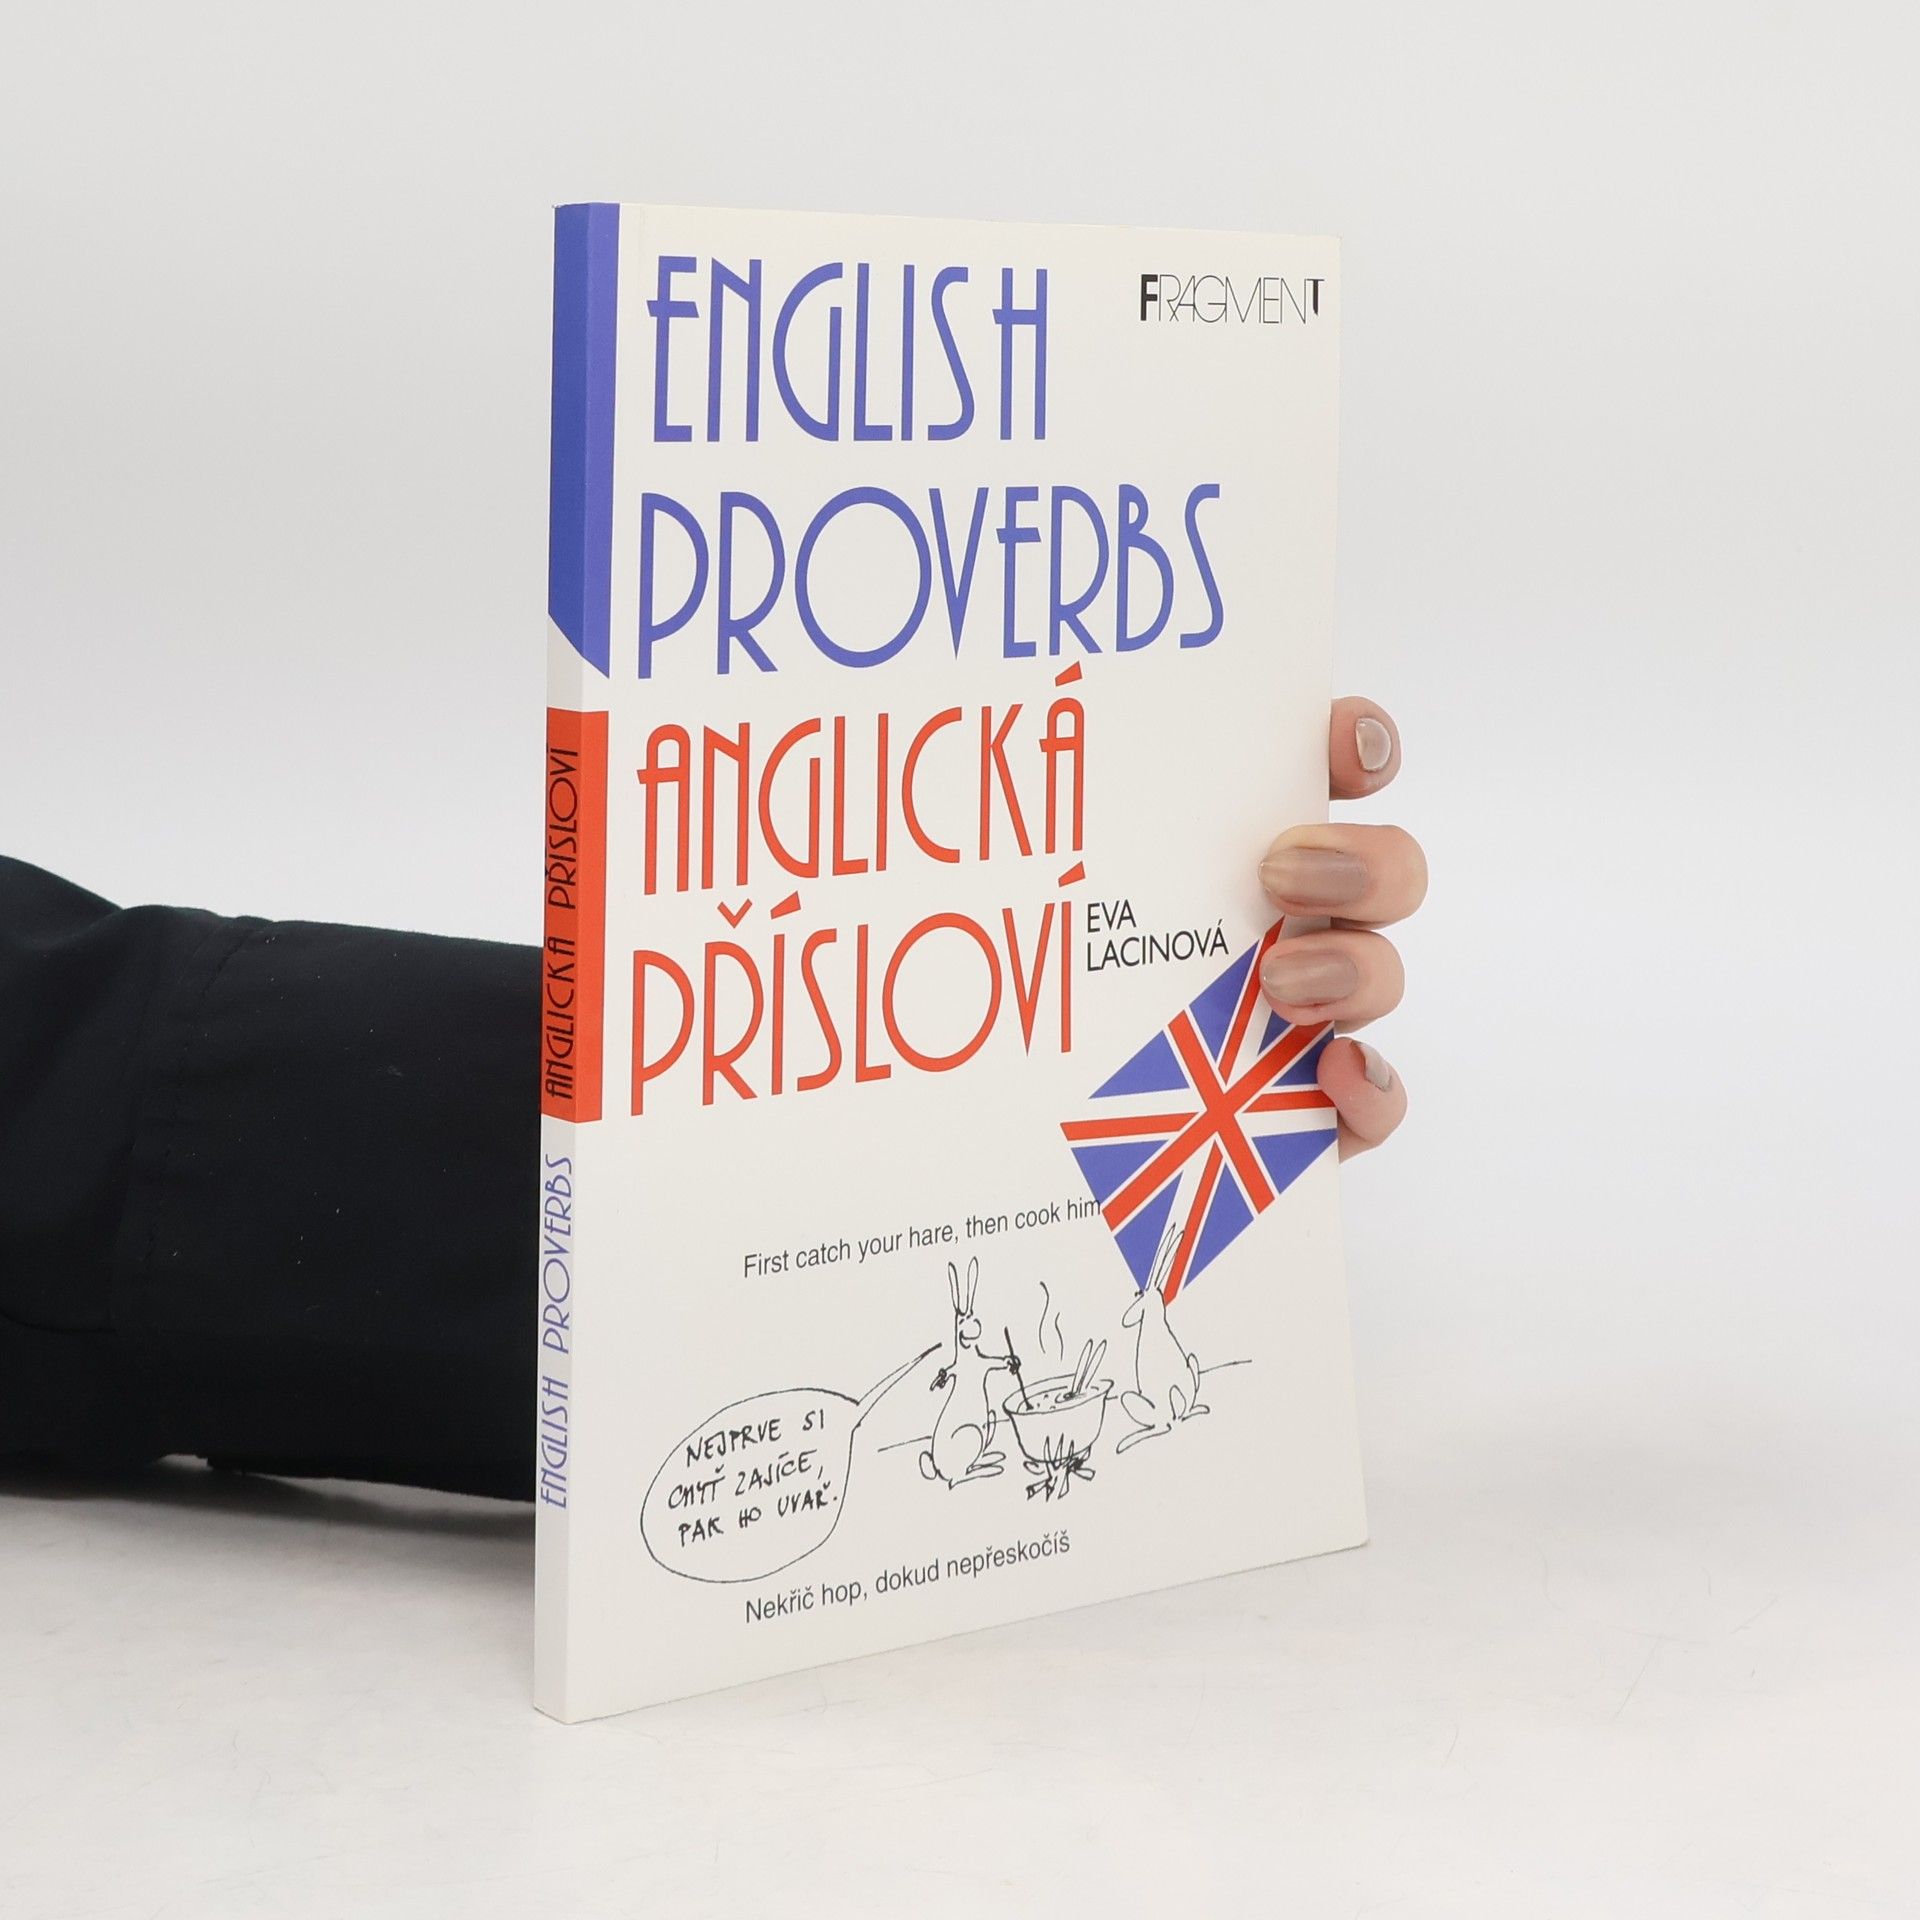 FRAGMENT
ENGLISH
PROVERBS
ANGLICKÁ
PŘÍSLOVÍ
EVA
LACINOVÁ
First catch your hare, then cook him
NEJPRVE SI
CHYŤ ZAJÍCE,
PAK HO UVAŘ.
Nekřič hop, dokud nepřeskočíš
ENGLISH PROVERBS ANGLICKÁ PŘÍSLOVÍ